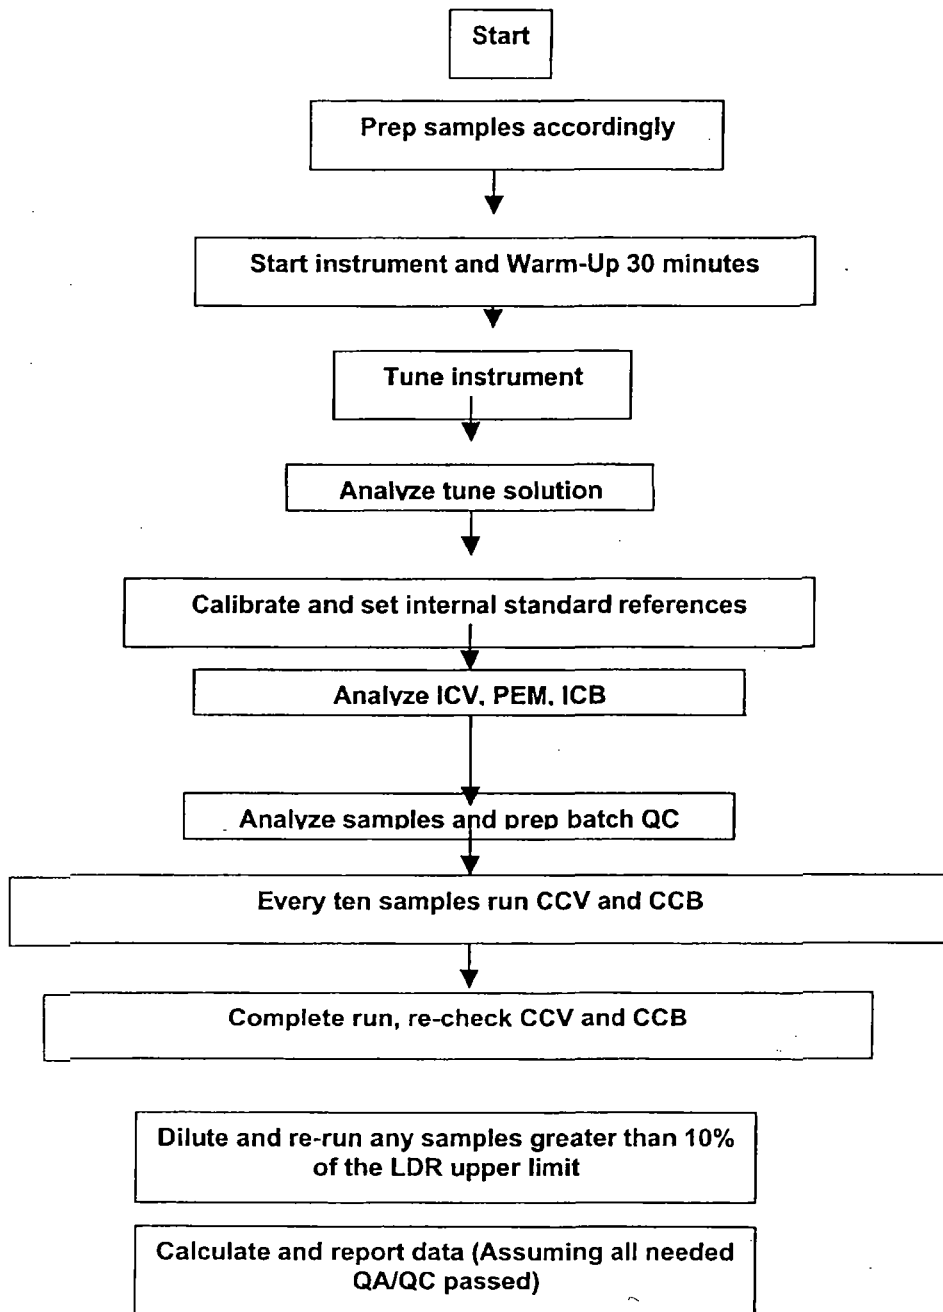 Start
Prep samples accordingly
Start instrument and Warm-Up 30 minutes
Tune instrument
Analyze tune solution
Calibrate and set internal standard references
Analyze ICV, PEM, ICB
Analyze samples and prep batch QC
Every ten samples run CCV and CCB
Complete run, re-check CCV and CCB
Dilute and re-run any samples greater than 10%
of the LDR upper limit
Calculate and report data (Assuming all needed
QA/QC passed)